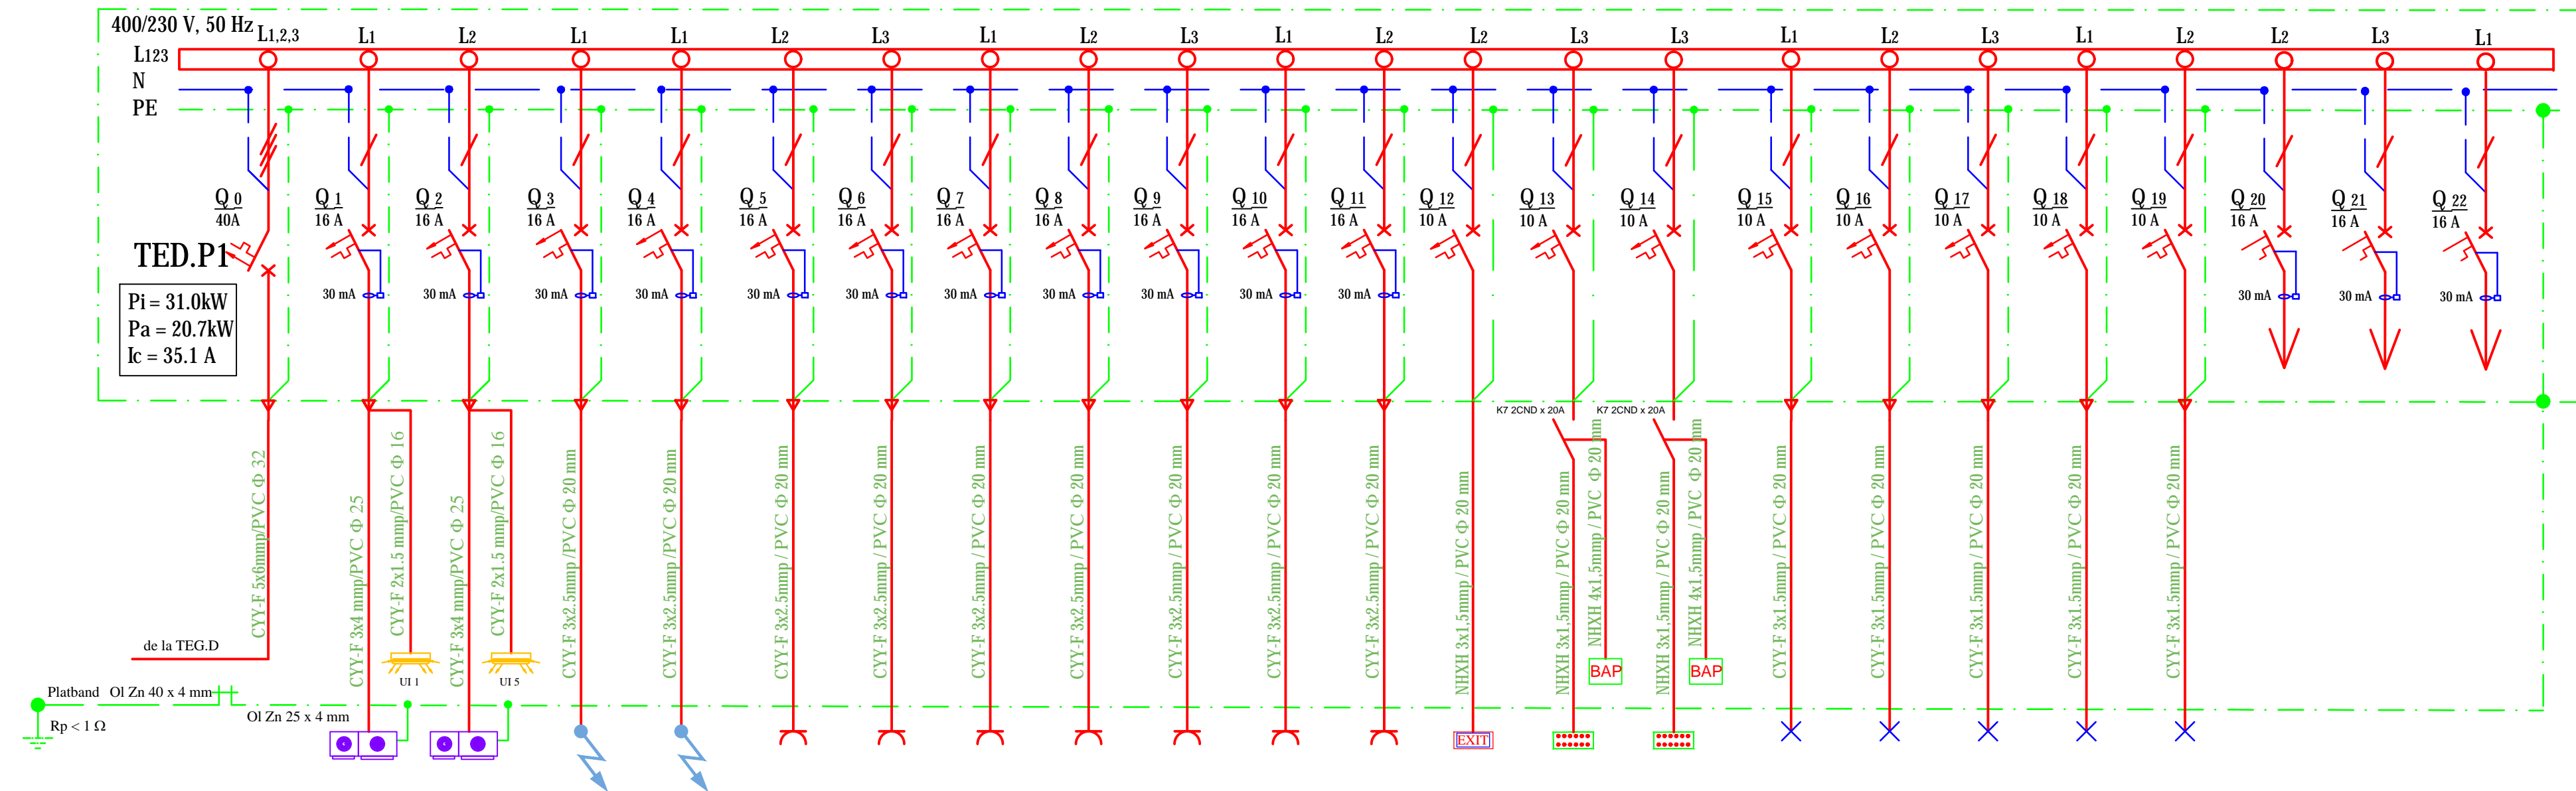 400/230 V, 50 Hz
L1,2,3 L1 L2 L1 L1 L2 L3 L1 L2 L3 L1 L2 L2 L3 L3 L1 L2 L3 L1 L2 L2 L3 L1
L123
N
PE
Q 0 Q 1 Q 2 Q 3 Q 4 Q 5 Q 6 Q 7 Q 8 Q 9 Q 10 Q 11 Q 12 Q 13 Q 14 Q 15 Q 16 Q 17 Q 18 Q 19 Q 20 Q 21 Q 22
40A 16 A 16 A 16 A 16 A 16 A 16 A 16 A 16 A 16 A 16 A 16 A 10 A 10 A 10 A 10 A 10 A 10 A 10 A 10 A 16 A 16 A 16 A
TED.P1
30 mA 30 mA 30 mA 30 mA 30 mA 30 mA 30 mA 30 mA 30 mA 30 mA 30 mA 30 mA 30 mA 30 mA
Pi = 31.0kW
Pa = 20.7kW
Ic = 35.1 A
K7 2CND x 20A K7 2CND x 20A
CYY-F 5x6mmp/PVC Φ 32
CYY-F 3x4 mmp/PVC Φ 25
CYY-F 2x1.5 mmp/PVC Φ 16
CYY-F 3x4 mmp/PVC Φ 25
CYY-F 2x1.5 mmp/PVC Φ 16
CYY-F 3x2.5mmp /PVC Φ 20 mm
CYY-F 3x2.5mmp /PVC Φ 20 mm
CYY-F 3x2.5mmp / PVC Φ 20 mm
CYY-F 3x2.5mmp / PVC Φ 20 mm
CYY-F 3x2.5mmp / PVC Φ 20 mm
CYY-F 3x2.5mmp / PVC Φ 20 mm
CYY-F 3x2.5mmp / PVC Φ 20 mm
CYY-F 3x2.5mmp / PVC Φ 20 mm
CYY-F 3x2.5mmp / PVC Φ 20 mm
NHXH 3x1,5mmp / PVC Φ 20 mm
NHXH 3x1,5mmp / PVC Φ 20 mm
NHXH 4x1,5mmp / PVC Φ 20 mm
NHXH 3x1,5mmp / PVC Φ 20 mm
NHXH 4x1,5mmp / PVC Φ 20 mm
CYY-F 3x1.5mmp / PVC Φ 20 mm
CYY-F 3x1.5mmp / PVC Φ 20 mm
CYY-F 3x1.5mmp / PVC Φ 20 mm
CYY-F 3x1.5mmp / PVC Φ 20 mm
CYY-F 3x1.5mmp / PVC Φ 20 mm
de la TEG.D
BAP BAP
UI 1 UI 5
Platband Ol Zn 40 x 4 mm
Ol Zn 25 x 4 mm
Rp < 1 Ω
EXIT